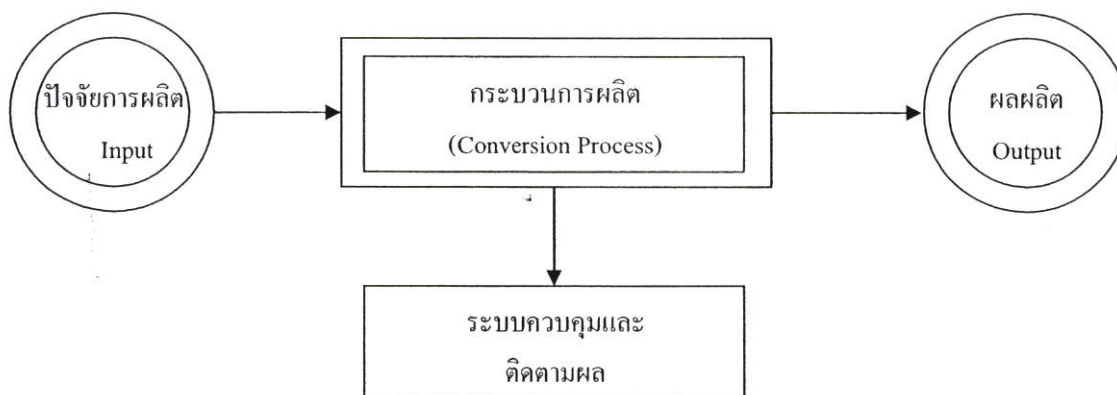 ปัจจัยการผลิต
Input
กระบวนการผลิต
(Conversion Process)
ผลผลิต
Output
ระบบควบคุมและ
ติดตามผล